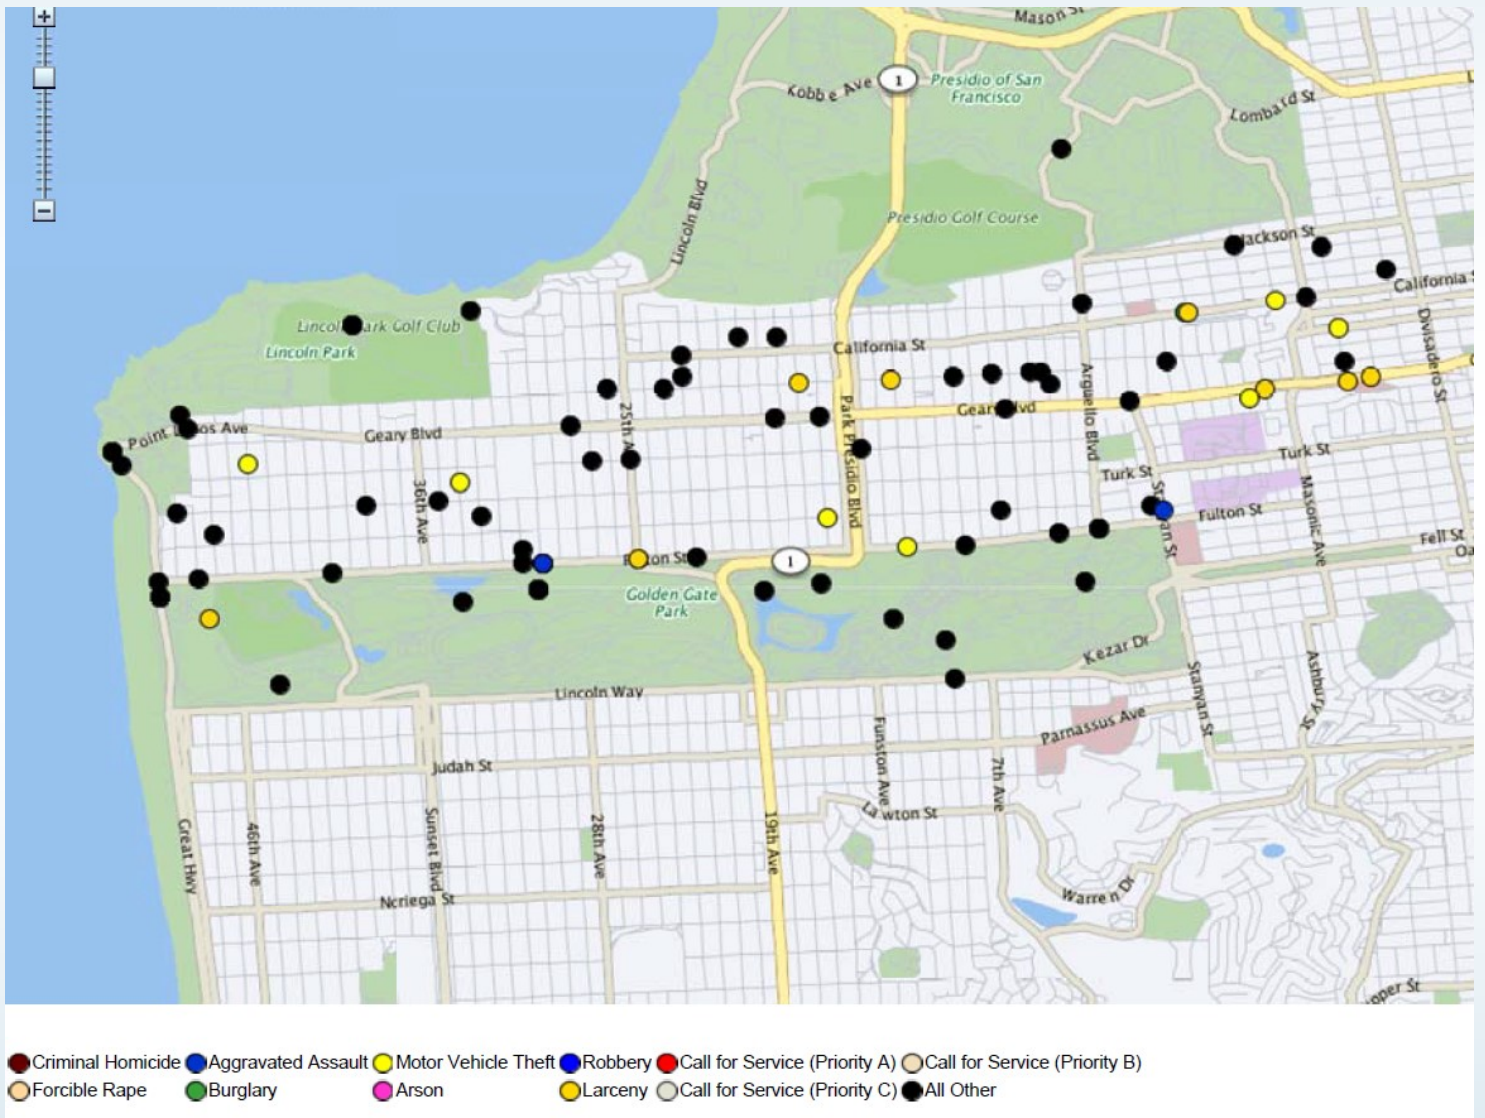 +
Mason St
1
Presidio of San
Francisco
Kobbe Ave
Lombard St
Lincoln Blvd
Presidio Golf Course
Jackson St
California
Lincoln Park Golf Club
Lincoln Park
California St
Divisadero St
Point Lobos Ave
Geary Blvd
25th A
Park Presidio Blvd
Geary Blvd
Arguello Blvd
36th Ave
Turk St
Turk St
Stanyan St
Masonic Ave
Fulton St
Fulton St
1
Fell St
Oa
Golden Gate
Park
Kezar Dr
Lincoln Way
Stanyan St
Ashbury St
Parnassus Ave
Funston Ave
7th Ave
Judah St
Lawton St
Great Hwy
46th Ave
Sunset Blvd
28th Ave
19th Ave
Noriega St
Warren Dr
pper St
Criminal Homicide Aggravated Assault Motor Vehicle Theft Robbery Call for Service (Priority A) Call for Service (Priority B)
Forcible Rape Burglary Arson Larceny Call for Service (Priority C) All Other